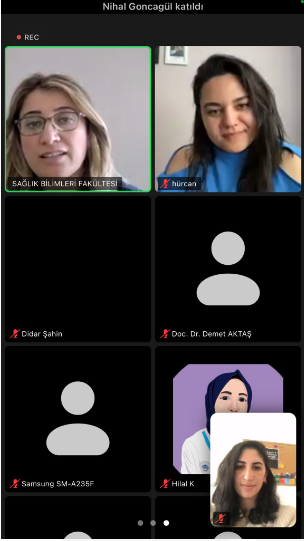 Nihal Goncagül katıldı
REC
SAĞLIK BİLİMLERİ FAKÜLTESİ
hürcan
Didar Şahin
Doc. Dr. Demet AKTAŞ
Samsung SM-A235F
Hilal K